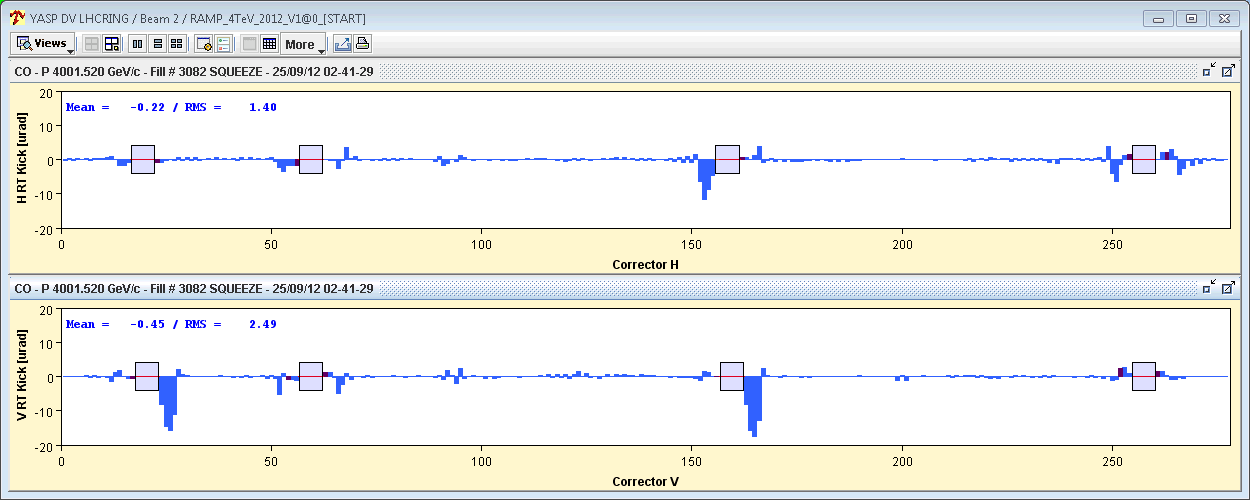 YASP DV LHCRING / Beam 2 / RAMP_4TeV_2012_V1@0_[START]
Views More
CO - P 4001.520 GeV/c - Fill # 3082 SQUEEZE - 25/09/12 02-41-29
H RT Kick [urad]
20
10
0
-10
-20
Mean = -0.22 / RMS = 1.40
0 50 100 150 200 250
Corrector H
CO - P 4001.520 GeV/c - Fill # 3082 SQUEEZE - 25/09/12 02-41-29
V RT Kick [urad]
20
10
0
-10
-20
Mean = -0.45 / RMS = 2.49
0 50 100 150 200 250
Corrector V